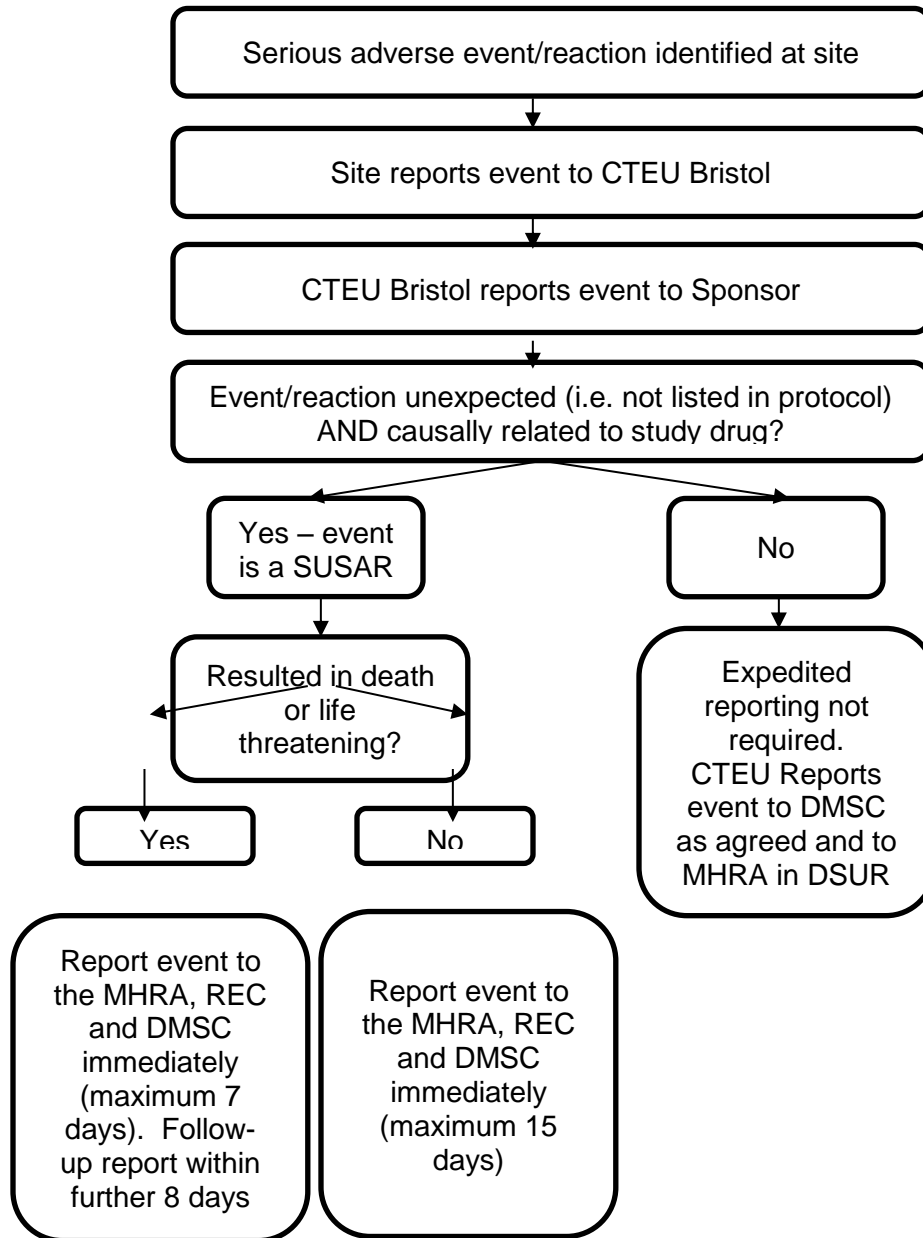 Serious adverse event/reaction identified at site
Site reports event to CTEU Bristol
CTEU Bristol reports event to Sponsor
Event/reaction unexpected (i.e. not listed in protocol)
AND causally related to study drug?
Yes – event
is a SUSAR
No
Resulted in death
or life
threatening?
Expedited
reporting not
required.
CTEU Reports
event to DMSC
as agreed and to
MHRA in DSUR
Yes
No
Report event to
the MHRA, REC
and DMSC
immediately
(maximum 7
days).  Follow-
up report within
further 8 days
Report event to
the MHRA, REC
and DMSC
immediately
(maximum 15
days)